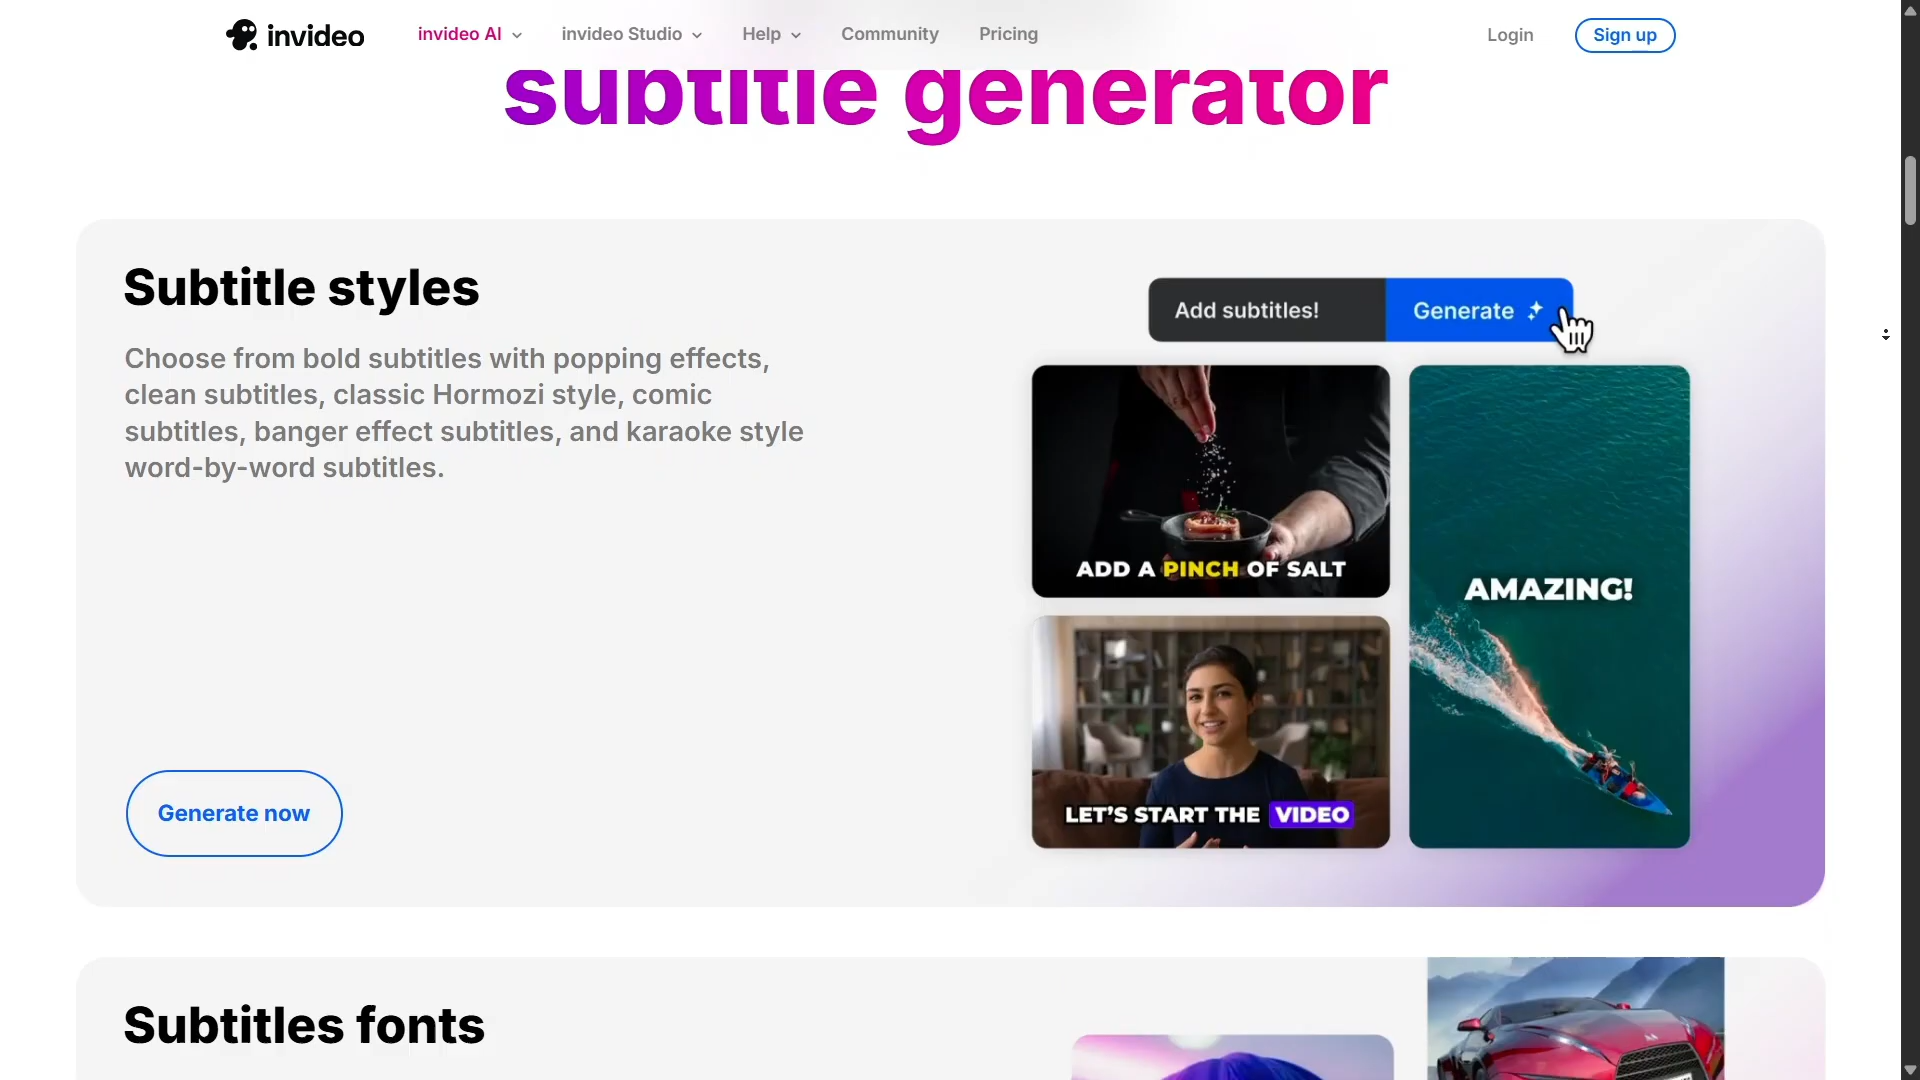 invideo
invideo AI
invideo Studio
Help
Community
Pricing
Login
Sign up
subtitle generator
Subtitle styles
Choose from bold subtitles with popping effects,
clean subtitles, classic Hormozi style, comic
subtitles, banger effect subtitles, and karaoke style
word-by-word subtitles.
Generate now
Add subtitles!
Generate
ADD A PINCH OF SALT
AMAZING!
LET'S START THE VIDEO
Subtitles fonts